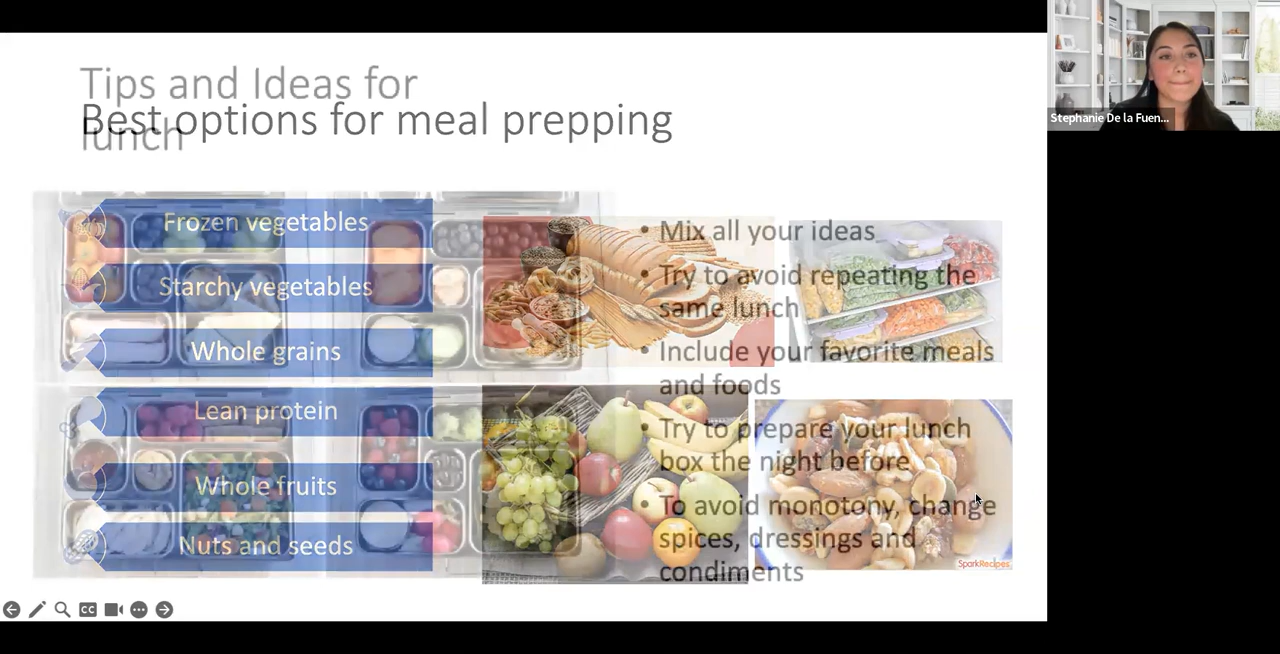 Tips and Ideas for
lunch
Best options for meal prepping
Frozen vegetables
Starchy vegetables
Whole grains
Lean protein
Whole fruits
Nuts and seeds
• Mix all your ideas
• Try to avoid repeating the
same lunch
• Include your favorite meals
and foods
• Try to prepare your lunch
box the night before
• To avoid monotony, change
spices, dressings and
condiments
SparkRecipes
CC
Stephanie De la Fuen...